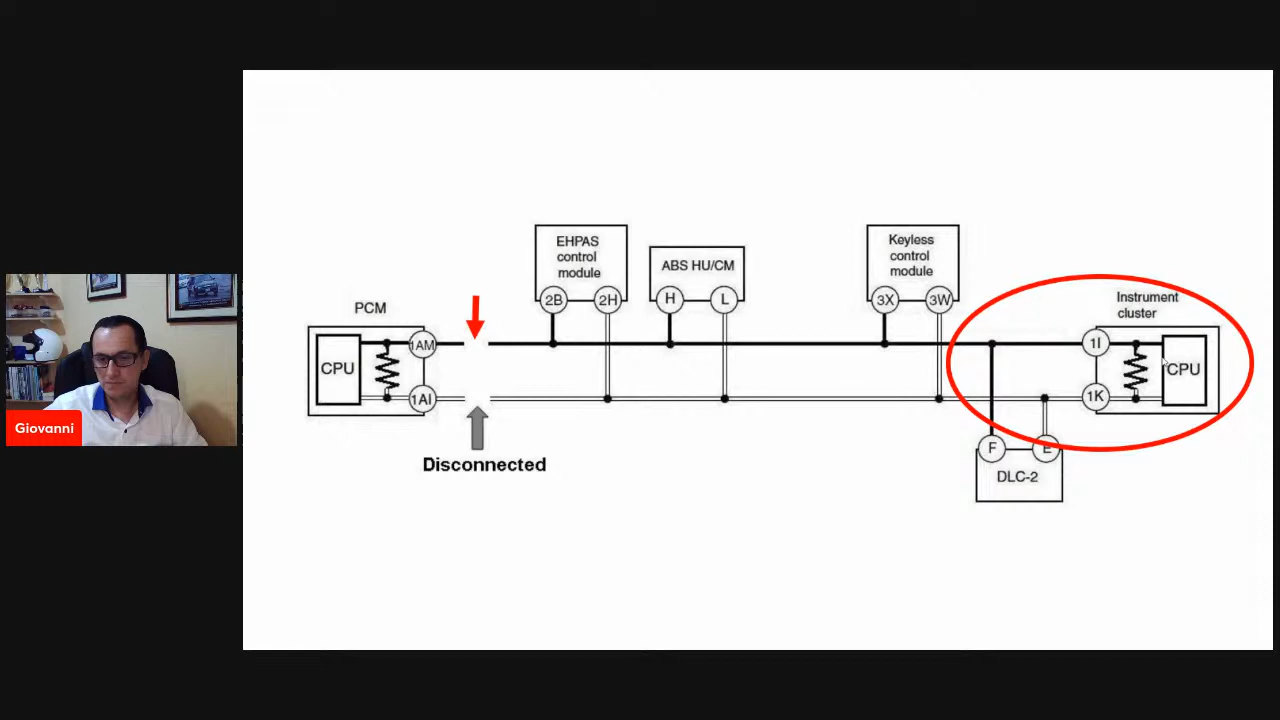 EHPAS
control
module
2B
2H
ABS HU/CM
H
L
Keyless
control
module
3X
3W
Instrument
cluster
1I
CPU
1K
PCM
CPU
1AM
1AI
Disconnected
F
E
DLC-2
Giovanni